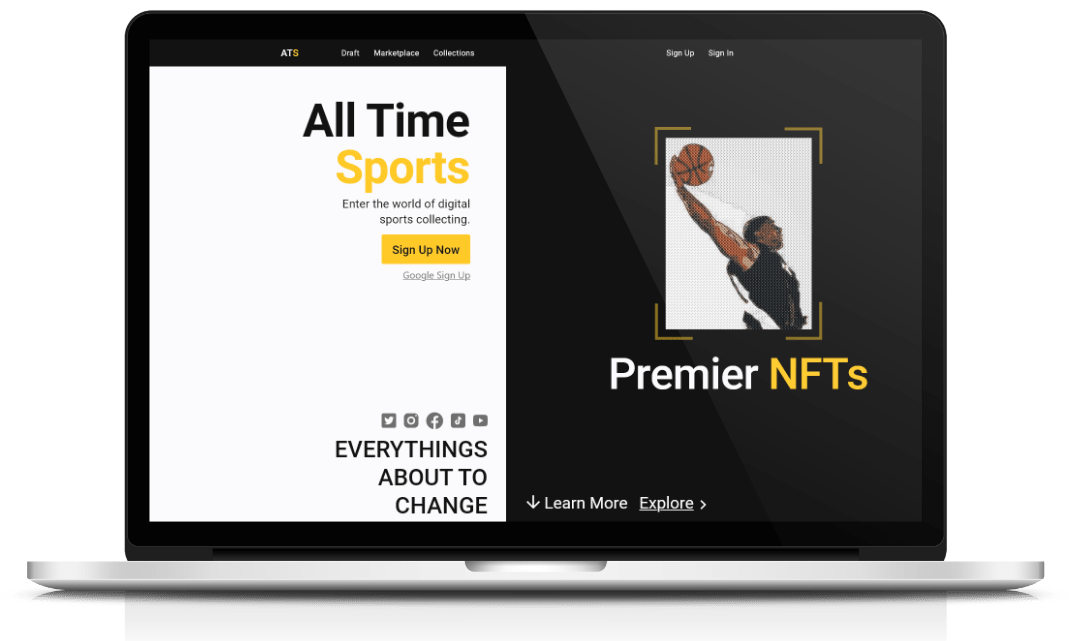 ATS
Draft Marketplace Collections
Sign Up Sign In
All Time
Sports
Enter the world of digital
sports collecting.
Sign Up Now
Google Sign Up
EVERYTHINGS
ABOUT TO
CHANGE
Premier NFTs
Learn More Explore